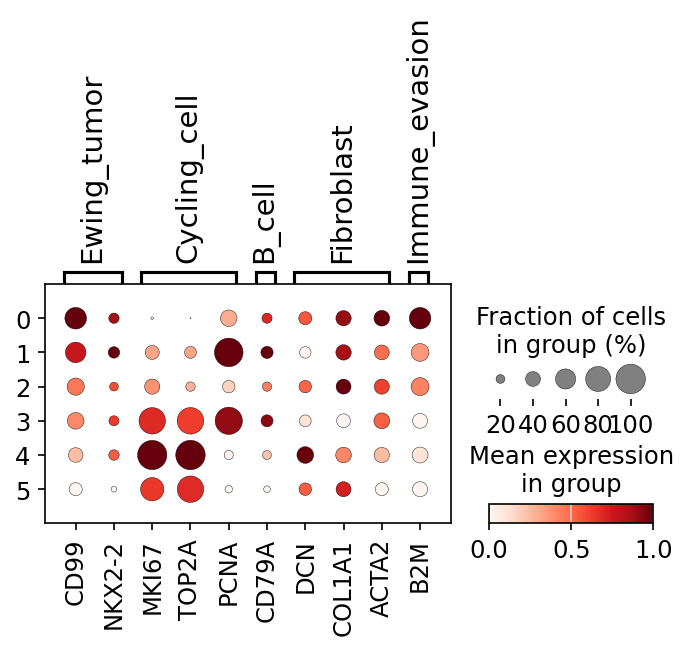 Ewing_tumor
Cycling_cell
B_cell
Fibroblast
Immune_evasion
0
1
2
3
4
5
CD99
NKX2-2
MKI67
TOP2A
PCNA
CD79A
DCN
COL1A1
ACTA2
B2M
Fraction of cells
in group (%)
20 40 60 80 100
Mean expression
in group
0.0 0.5 1.0